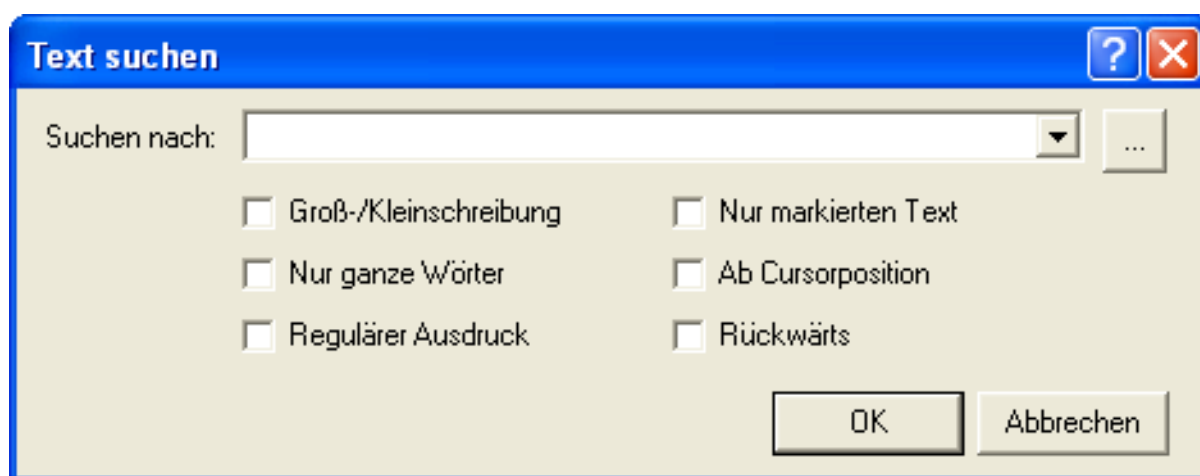 Text suchen
Suchen nach: ...
Groß-/Kleinschreibung Nur markierten Text
Nur ganze Wörter Ab Cursorposition
Regulärer Ausdruck Rückwärts
OK Abbrechen